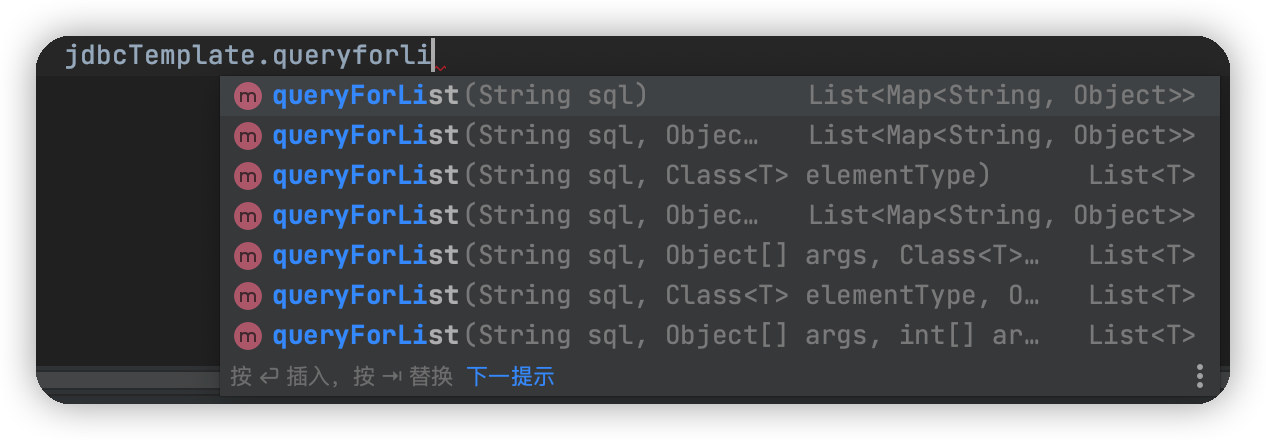 jdbcTemplate.queryforli
m queryForList(String sql) List<Map<String, Object>>
m queryForList(String sql, Objec… List<Map<String, Object>>
m queryForList(String sql, Class<T> elementType) List<T>
m queryForList(String sql, Objec… List<Map<String, Object>>
m queryForList(String sql, Object[] args, Class<T>… List<T>
m queryForList(String sql, Class<T> elementType, O… List<T>
m queryForList(String sql, Object[] args, int[] ar… List<T>
按 ⏎ 插入，按 ⇥ 替换 下一提示